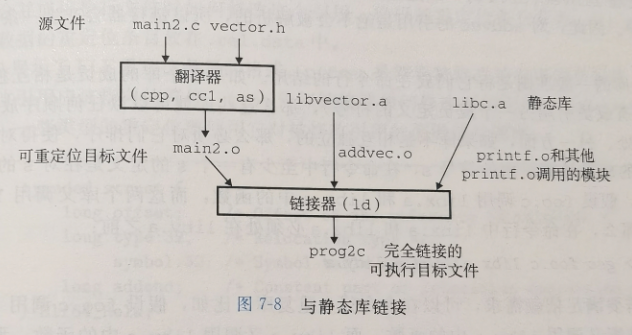 源文件 main2.c vector.h
翻译器
(cpp, cc1, as)
libvector.a
libc.a 静态库
可重定位目标文件 main2.o
addvec.o
printf.o和其他
printf.o调用的模块
链接器 (ld)
prog2c 完全链接的
可执行目标文件
图 7-8 与静态库链接